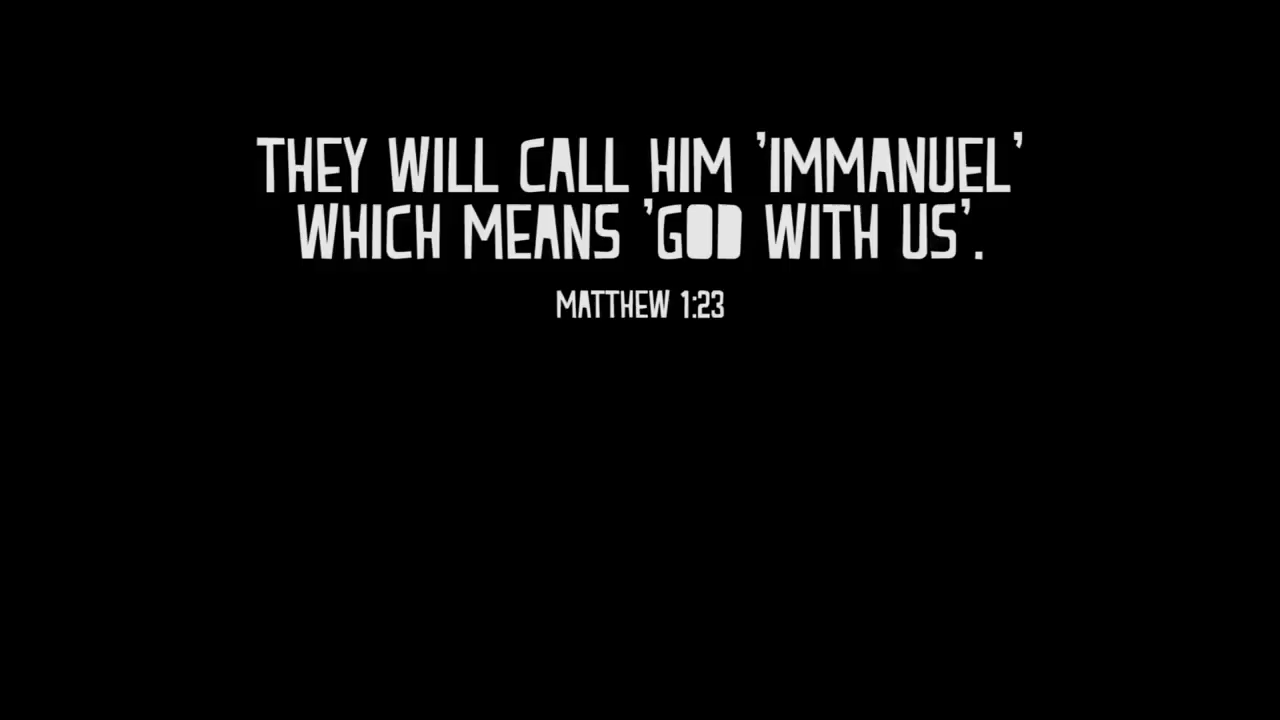 THEY WILL CALL HIM 'IMMANUEL'
WHICH MEANS 'GOD WITH US'.
MATTHEW 1:23